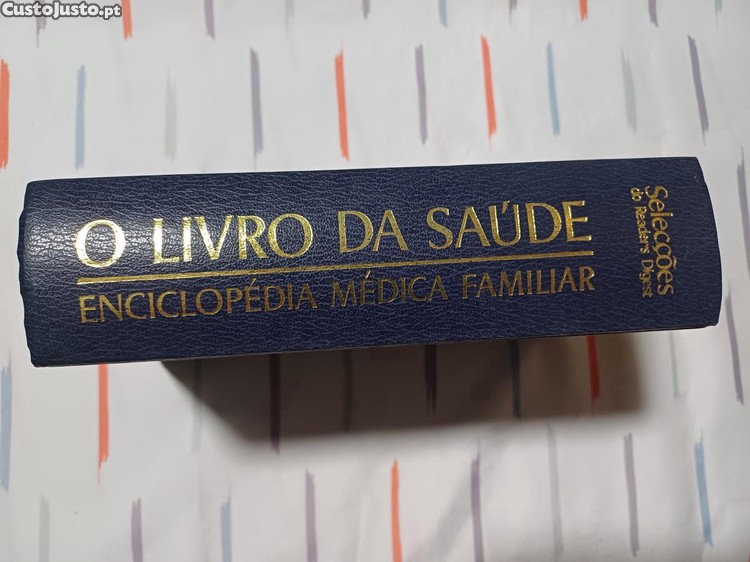 CustoJusto.pt
O LIVRO DA SAÚDE
ENCICLOPÉDIA MÉDICA FAMILIAR
Selecções
do Reader's Digest